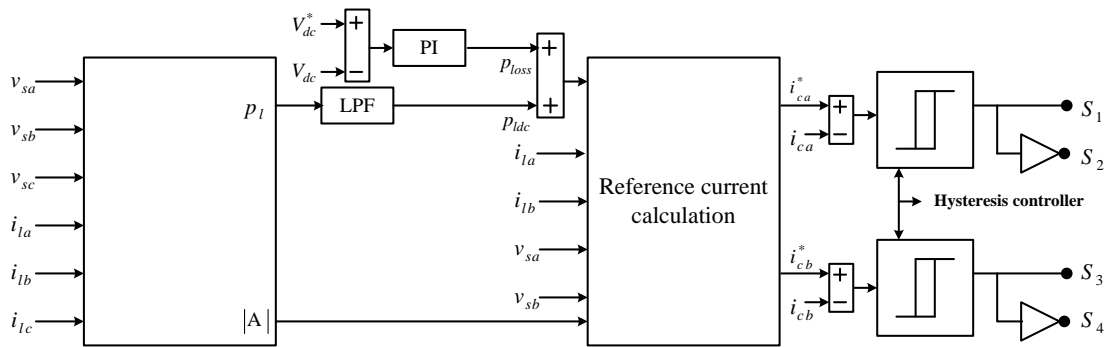 V*dc
+
PI
Vdc
−
ploss
+
+
LPF
pldc
vsa
vsb
vsc
ila
ilb
ilc
pl
|A|
ila
ilb
vsa
vsb
Reference current
calculation
i*ca
+
ica
−
S1
S2
Hysteresis controller
i*cb
+
icb
−
S3
S4